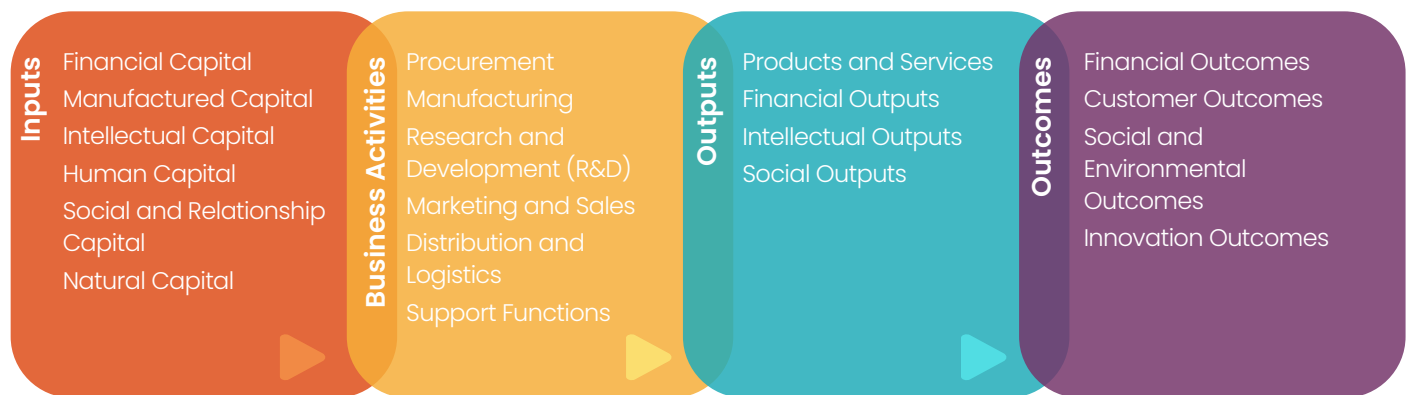 Inputs
Financial Capital
Manufactured Capital
Intellectual Capital
Human Capital
Social and Relationship
Capital
Natural Capital
Business Activities
Procurement
Manufacturing
Research and
Development (R&D)
Marketing and Sales
Distribution and
Logistics
Support Functions
Outputs
Products and Services
Financial Outputs
Intellectual Outputs
Social Outputs
Outcomes
Financial Outcomes
Customer Outcomes
Social and
Environmental
Outcomes
Innovation Outcomes